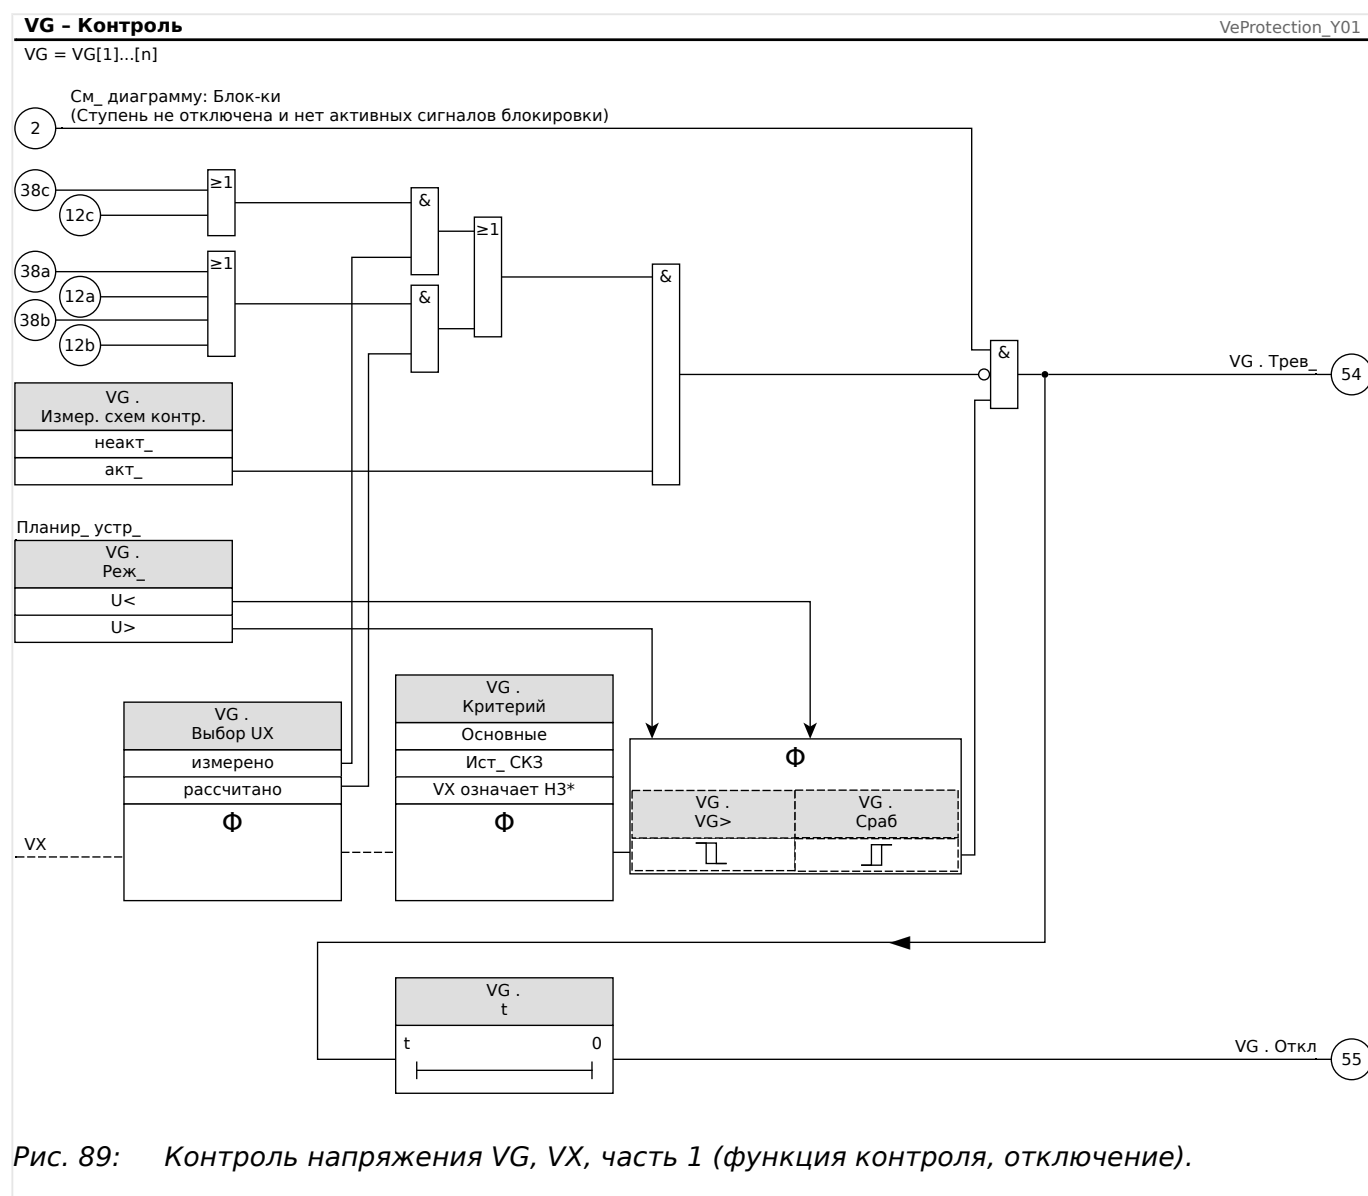 VG – Контроль
VeProtection_Y01
VG = VG[1]...[n]
См_ диаграмму: Блок-ки
(Ступень не отключена и нет активных сигналов блокировки)
2
38c
≥1
12c
&
≥1
38a
≥1
12a
38b
12b
&
&
&
VG . Трев_
54
VG .
Измер. схем контр.
неакт_
акт_
Планир_ устр_
VG .
Реж_
U<
U>
VG .
Выбор UX
измерено
рассчитано
Φ
VX
VG .
Критерий
Основные
Ист_ СКЗ
VX означает НЗ*
Φ
Φ
VG .
VG>
VG .
Сраб
VG .
t
t
0
VG . Откл
55
Рис. 89: Контроль напряжения VG, VX, часть 1 (функция контроля, отключение).